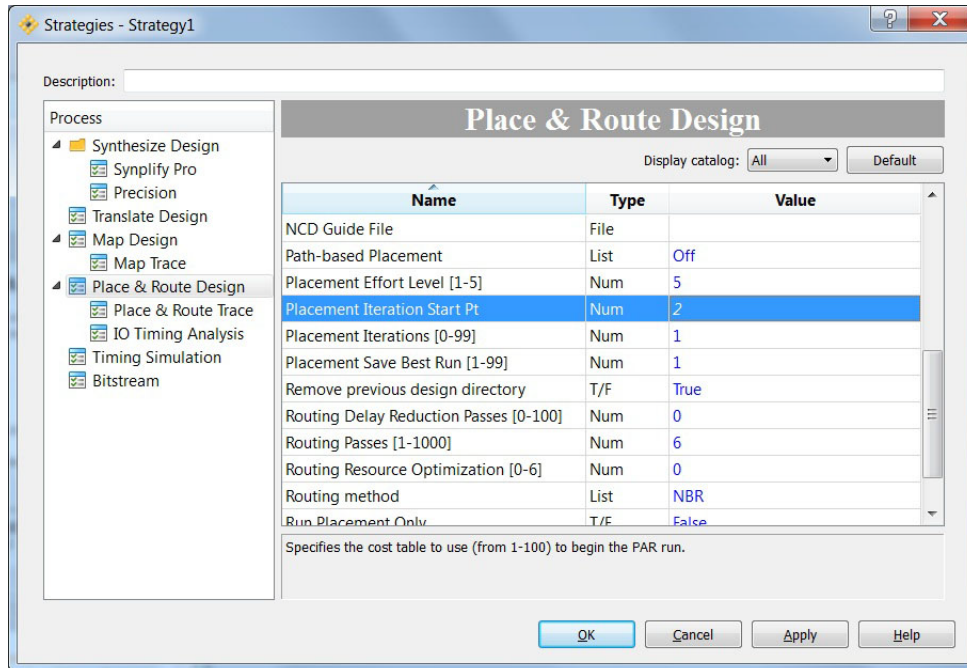 Strategies - Strategy1
Description:
Process
Synthesize Design
Synplify Pro
Precision
Translate Design
Map Design
Map Trace
Place & Route Design
Place & Route Trace
IO Timing Analysis
Timing Simulation
Bitstream
Place & Route Design
Display catalog: All Default
Name Type Value
NCD Guide File File
Path-based Placement List Off
Placement Effort Level [1-5] Num 5
Placement Iteration Start Pt Num 2
Placement Iterations [0-99] Num 1
Placement Save Best Run [1-99] Num 1
Remove previous design directory T/F True
Routing Delay Reduction Passes [0-100] Num 0
Routing Passes [1-1000] Num 6
Routing Resource Optimization [0-6] Num 0
Routing method List NBR
Run Placement Only T/F False
Specifies the cost table to use (from 1-100) to begin the PAR run.
OK Cancel Apply Help